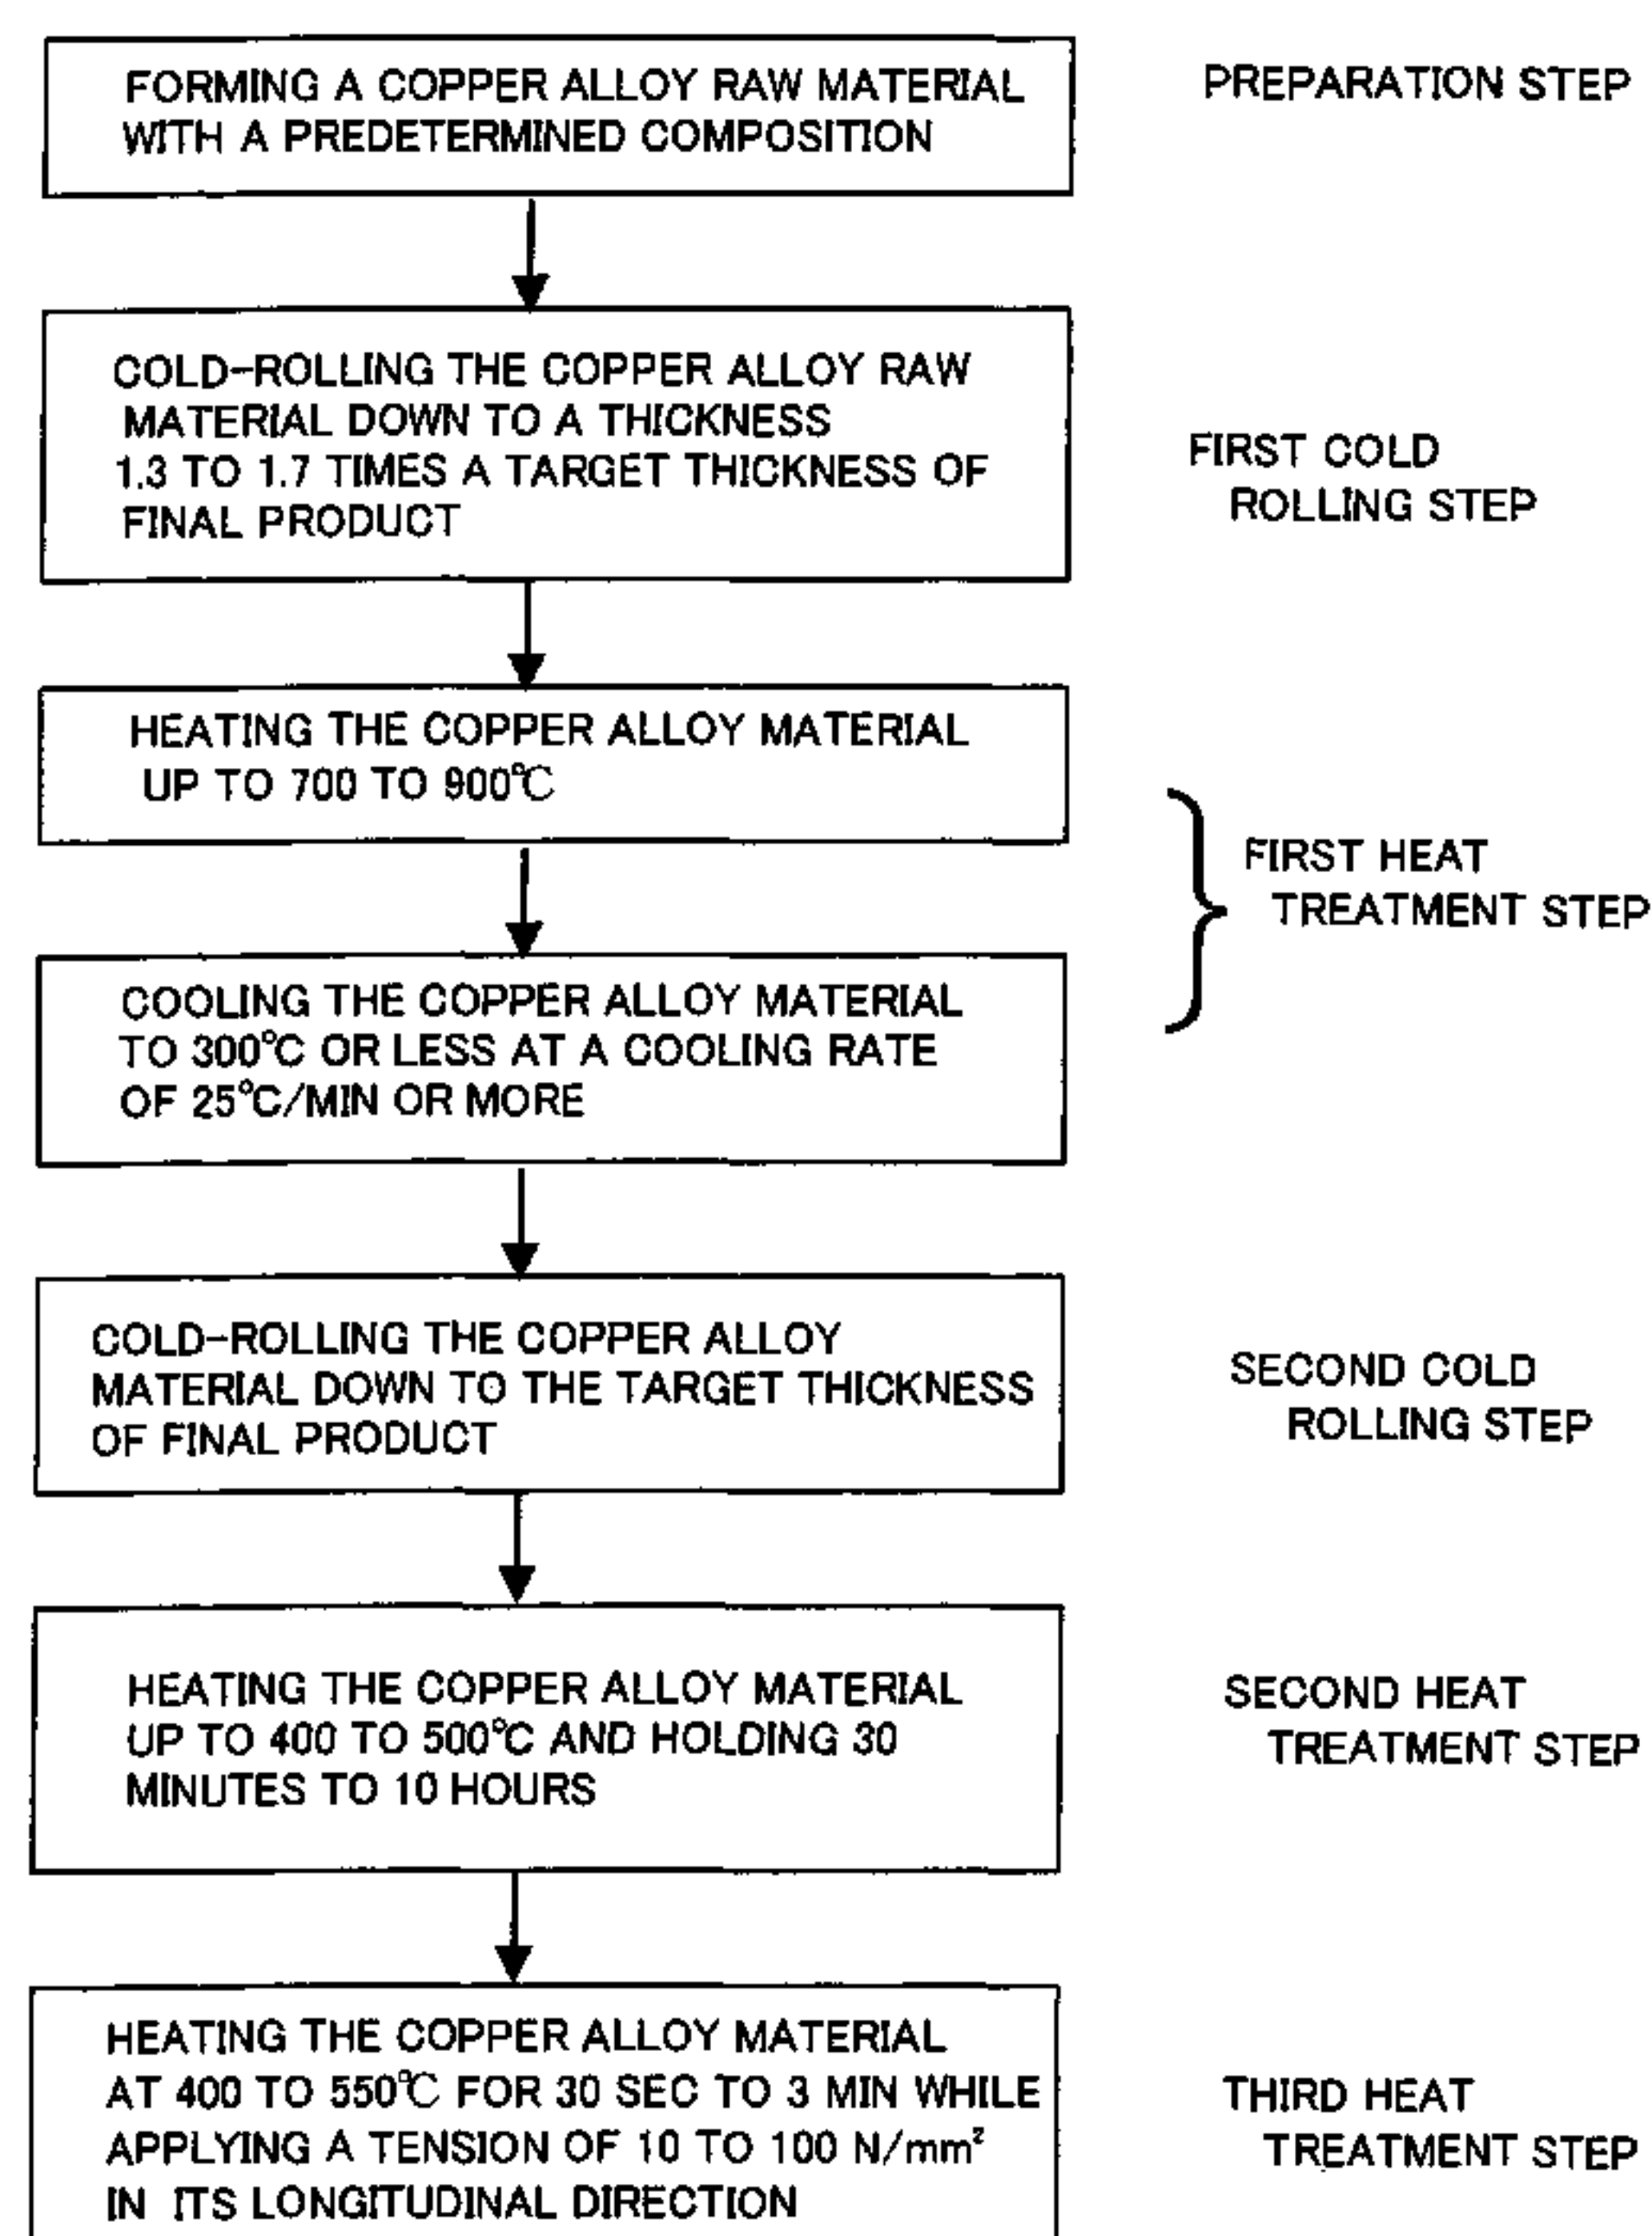 FORMING A COPPER ALLOY RAW MATERIAL
WITH A PREDETERMINED COMPOSITION
PREPARATION STEP
COLD-ROLLING THE COPPER ALLOY RAW
MATERIAL DOWN TO A THICKNESS
1.3 TO 1.7 TIMES A TARGET THICKNESS OF
FINAL PRODUCT
FIRST COLD
ROLLING STEP
HEATING THE COPPER ALLOY MATERIAL
UP TO 700 TO 900℃
COOLING THE COPPER ALLOY MATERIAL
TO 300℃ OR LESS AT A COOLING RATE
OF 25℃/MIN OR MORE
FIRST HEAT
TREATMENT STEP
COLD-ROLLING THE COPPER ALLOY
MATERIAL DOWN TO THE TARGET THICKNESS
OF FINAL PRODUCT
SECOND COLD
ROLLING STEP
HEATING THE COPPER ALLOY MATERIAL
UP TO 400 TO 500℃ AND HOLDING 30
MINUTES TO 10 HOURS
SECOND HEAT
TREATMENT STEP
HEATING THE COPPER ALLOY MATERIAL
AT 400 TO 550℃ FOR 30 SEC TO 3 MIN WHILE
APPLYING A TENSION OF 10 TO 100 N/mm²
IN ITS LONGITUDINAL DIRECTION
THIRD HEAT
TREATMENT STEP